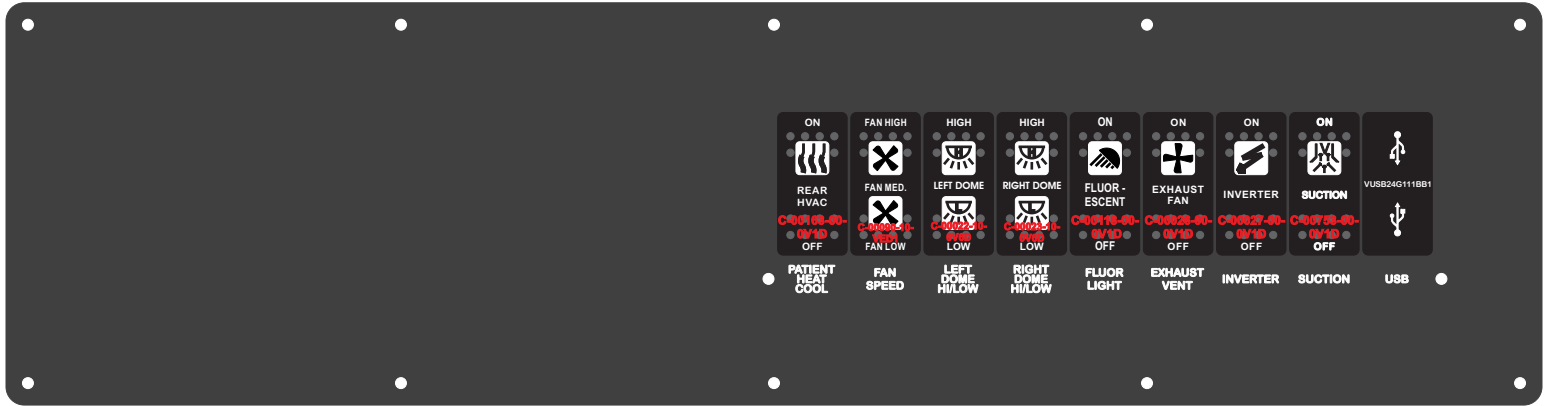 ON
REAR
HVAC
OFF
PATIENT
HEAT
COOL
FAN HIGH
FAN MED.
FAN LOW
FAN
SPEED
HIGH
LEFT DOME
LOW
LEFT
DOME
HI/LOW
HIGH
RIGHT DOME
LOW
RIGHT
DOME
HI/LOW
ON
FLUOR -
ESCENT
OFF
FLUOR
LIGHT
ON
EXHAUST
FAN
OFF
EXHAUST
VENT
ON
INVERTER
OFF
INVERTER
ON
SUCTION
OFF
SUCTION
VUSB24G111BB1
USB